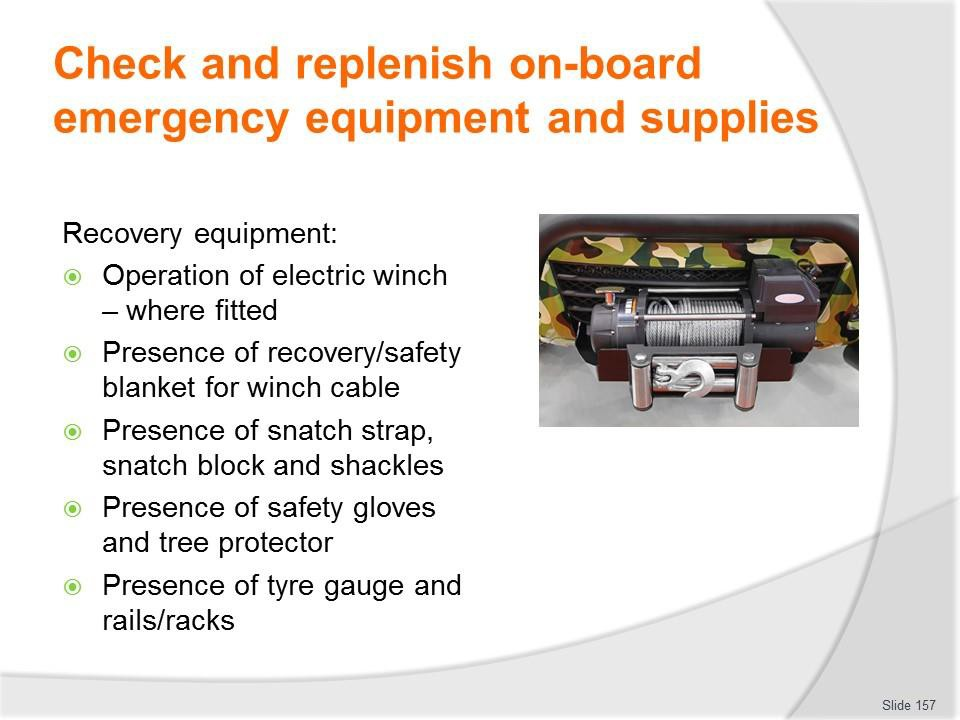 Check and replenish on-board
emergency equipment and supplies
Recovery equipment:
Operation of electric winch
– where fitted
Presence of recovery/safety
blanket for winch cable
Presence of snatch strap,
snatch block and shackles
Presence of safety gloves
and tree protector
Presence of tyre gauge and
rails/racks
Slide 157